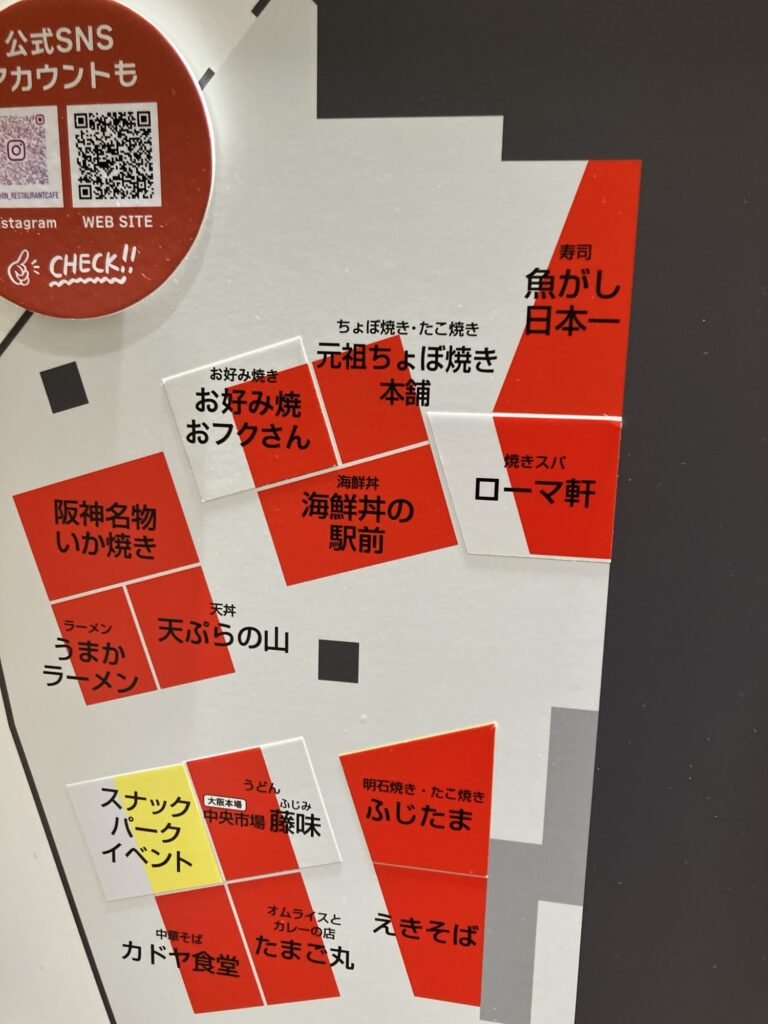 公式SNS
アカウントも
WEB SITE
CHECK!!
寿司
魚がし
日本一
ちょぼ焼き・たこ焼き
元祖ちょぼ焼き
本舗
お好み焼き
お好み焼
おフクさん
焼きスパ
ローマ軒
海鮮丼
海鮮丼の
駅前
阪神名物
いか焼き
天丼
天ぷらの山
ラーメン
うまか
ラーメン
スナック
パーク
イベント
うどん
大阪本場
ふじみ
中央市場 藤味
明石焼き・たこ焼き
ふじたま
中華そば
カドヤ食堂
オムライスと
カレーの店
たまご丸
えきそば